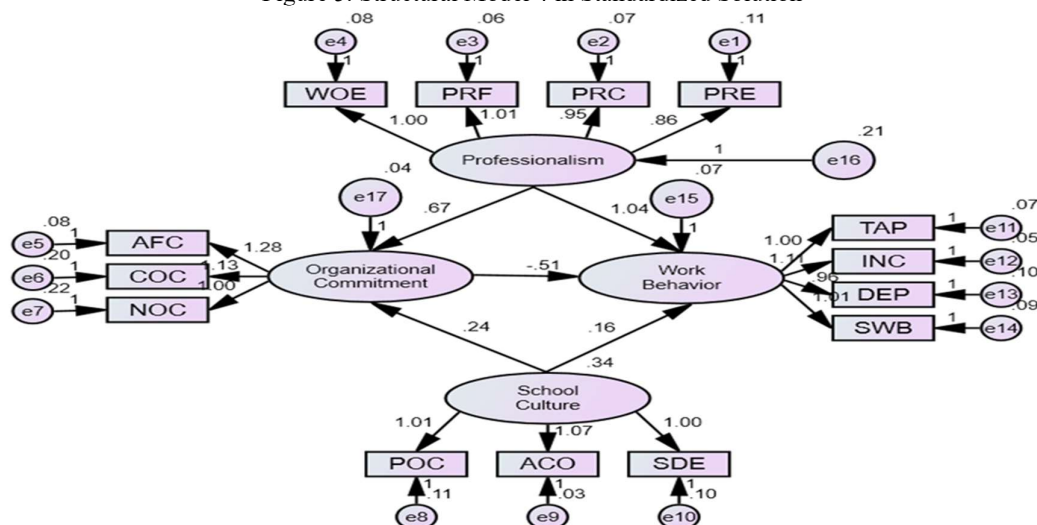 Figure Structural Model in Standardized Solution
.08 .06 .07 .11
e4 e3 e2 e1
1 1 1 1
WOE PRF PRC PRE
1.00 1.01 .95 .86
.21
Professionalism 1 e16
.04 .07
e17 e15
.67 1.04
1 1
.08 .07
e5 1 AFC 1.28 1.00 TAP 1 e11
.20 .05
e6 1 COC 1.13 Organizational Commitment -.51 Work Behavior 1.11 INC 1 e12
.22 .10
e7 1 NOC 1.00 .96 DEP 1 e13
.09
1.01 SWB 1 e14
.24 .16
.34
School
Culture
1.01 1.07 1.00
POC ACO SDE
1 1 1
.11 .03 .10
e8 e9 e10